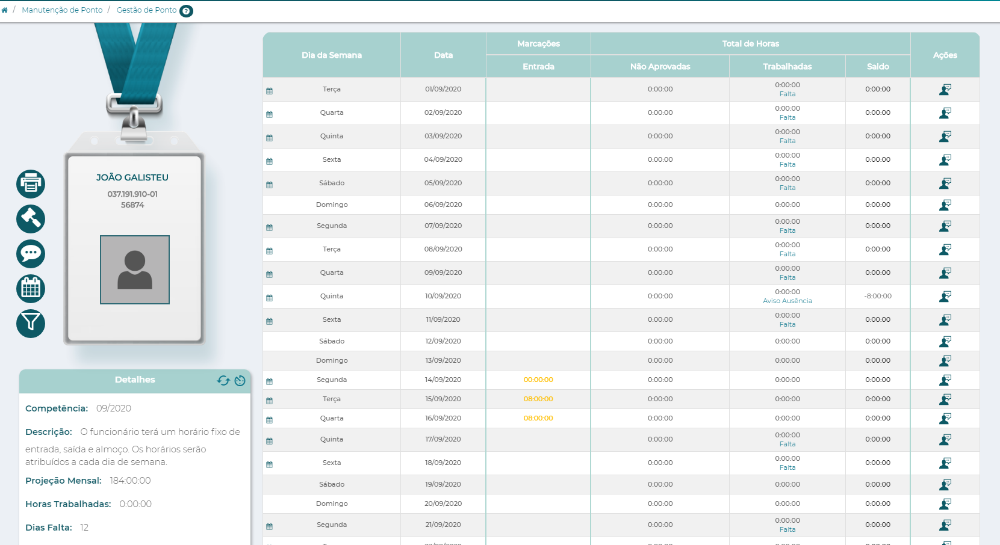 / Manutenção de Ponto / Gestão de Ponto ?
JOÃO GALISTEU
037.191.910-01
56874
Detalhes
Competência: 09/2020
Descrição: O funcionário terá um horário fixo de
entrada, saída e almoço. Os horários serão
atribuídos a cada dia de semana.
Projeção Mensal: 184:00:00
Horas Trabalhadas: 0:00:00
Dias Falta: 12
Dia da Semana Data Marcações Total de Horas Ações
Entrada Não Aprovadas Trabalhadas Saldo
Terça 01/09/2020 0:00:00 0:00:00 0:00:00
Falta
Quarta 02/09/2020 0:00:00 0:00:00 0:00:00
Falta
Quinta 03/09/2020 0:00:00 0:00:00 0:00:00
Falta
Sexta 04/09/2020 0:00:00 0:00:00 0:00:00
Falta
Sábado 05/09/2020 0:00:00 0:00:00 0:00:00
Falta
Domingo 06/09/2020 0:00:00 0:00:00 0:00:00
Segunda 07/09/2020 0:00:00 0:00:00 0:00:00
Falta
Terça 08/09/2020 0:00:00 0:00:00 0:00:00
Falta
Quarta 09/09/2020 0:00:00 0:00:00 0:00:00
Falta
Quinta 10/09/2020 0:00:00 0:00:00 -8:00:00
Aviso Ausência
Sexta 11/09/2020 0:00:00 0:00:00 0:00:00
Falta
Sábado 12/09/2020 0:00:00 0:00:00 0:00:00
Domingo 13/09/2020 0:00:00 0:00:00 0:00:00
Segunda 14/09/2020 00:00:00 0:00:00 0:00:00 0:00:00
Terça 15/09/2020 08:00:00 0:00:00 0:00:00 0:00:00
Quarta 16/09/2020 08:00:00 0:00:00 0:00:00 0:00:00
Quinta 17/09/2020 0:00:00 0:00:00 0:00:00
Falta
Sexta 18/09/2020 0:00:00 0:00:00 0:00:00
Falta
Sábado 19/09/2020 0:00:00 0:00:00 0:00:00
Domingo 20/09/2020 0:00:00 0:00:00 0:00:00
Segunda 21/09/2020 0:00:00 0:00:00 0:00:00
Falta